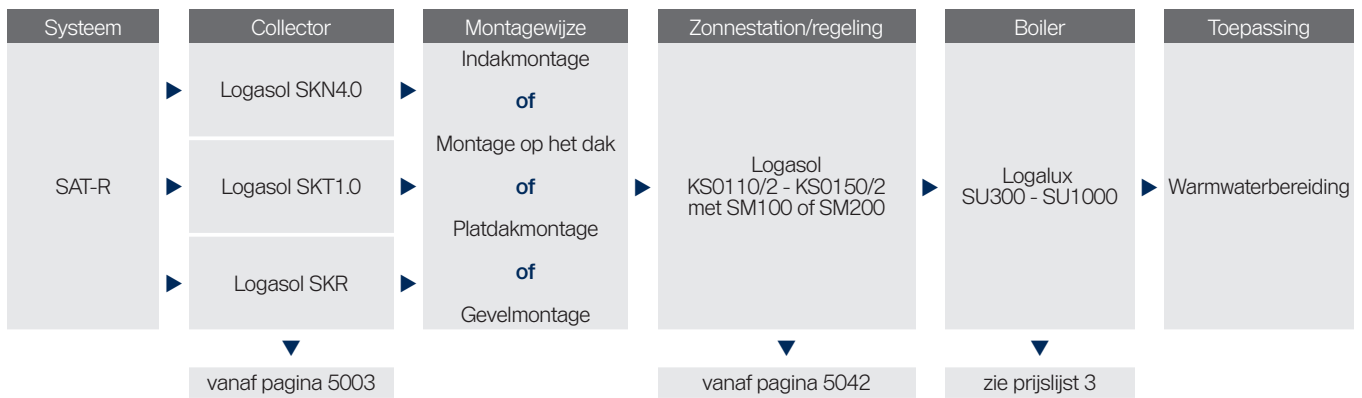 Systeem
Collector
Montagewijze
Zonnestation/regeling
Boiler
Toepassing
SAT-R
Logasol SKN4.0
Logasol SKT1.0
Logasol SKR
Indakmontage
of
Montage op het dak
of
Platdakmontage
of
Gevelmontage
Logasol
KS0110/2 - KS0150/2
met SM100 of SM200
Logalux
SU300 - SU1000
Warmwaterbereiding
vanaf pagina 5003
vanaf pagina 5042
zie prijslijst 3